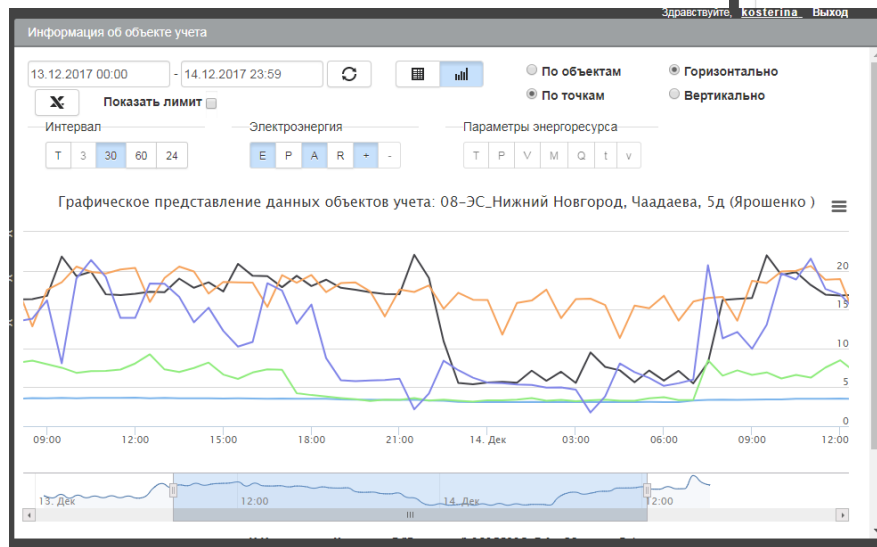 Здравствуйте, kosterina Выход
Информация об объекте учета
13.12.2017 00:00 - 14.12.2017 23:59
По объектам Горизонтально
По точкам Вертикально
Показать лимит
Интервал Электроэнергия Параметры энергоресурса
T 3 30 60 24 E P A R + - T P V M Q t v
Графическое представление данных объектов учета: 08-ЭС_Нижний Новгород, Чаадаева, 5д (Ярошенко )
20
15
10
5
0
09:00 12:00 15:00 18:00 21:00 14. Дек 03:00 06:00 09:00 12:00
13. Дек 12:00 14. Дек 12:00